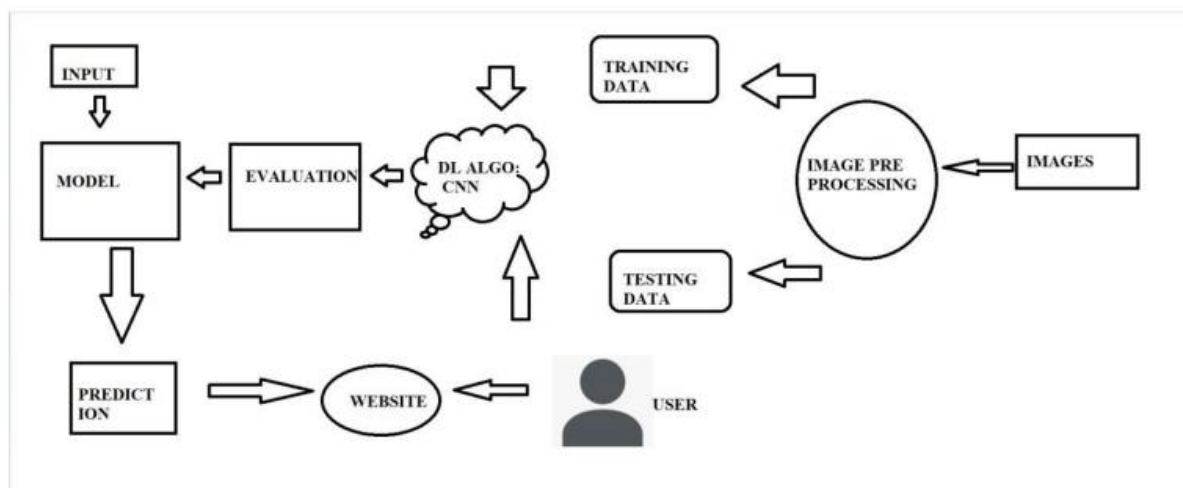 INPUT
TRAINING
DATA
MODEL
EVALUATION
DL ALGO:
CNN
IMAGE PRE
PROCESSING
IMAGES
TESTING
DATA
PREDICT
ION
WEBSITE
USER